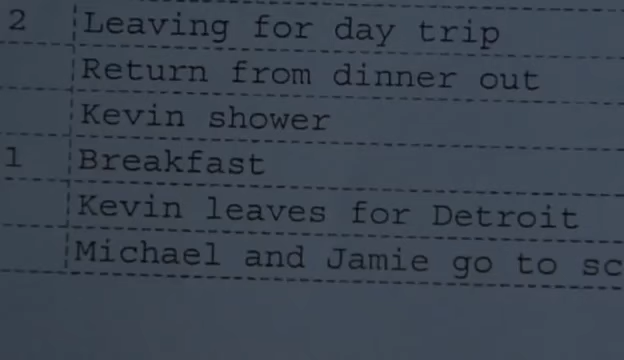 2 Leaving for day trip
Return from dinner out
Kevin shower
1 Breakfast
Kevin leaves for Detroit
Michael and Jamie go to sc